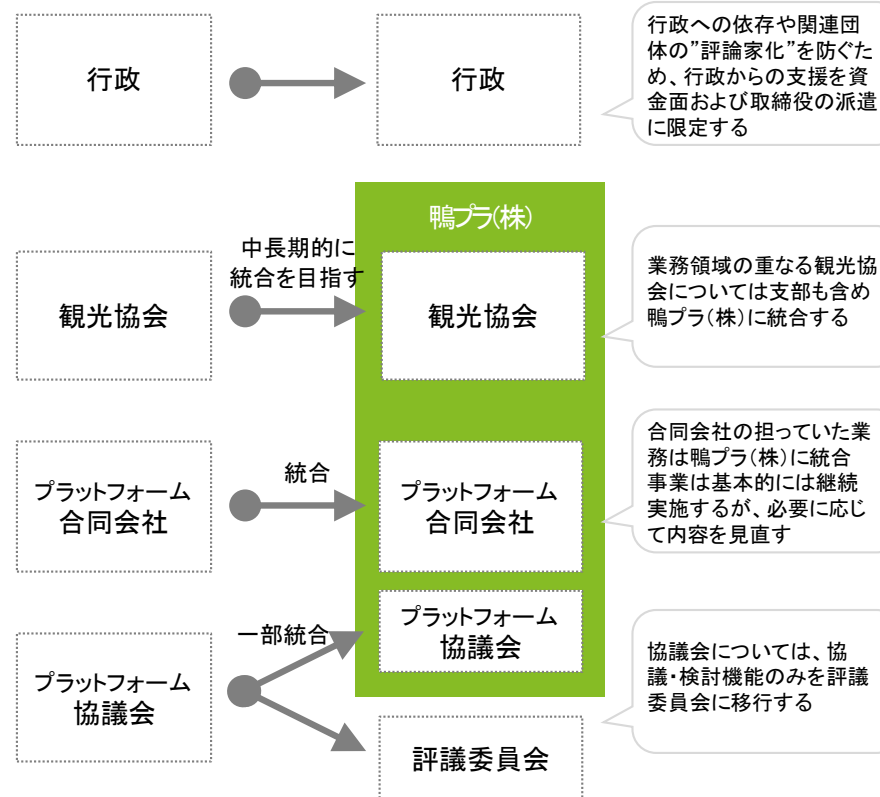 行政
行政
行政への依存や関連団
体の”評論家化”を防ぐた
め、行政からの支援を資
金面および取締役の派遣
に限定する
鴨プラ(株)
中長期的に
統合を目指す
観光協会
観光協会
業務領域の重なる観光協
会については支部も含め
鴨プラ(株)に統合する
プラットフォーム
合同会社
統合
プラットフォーム
合同会社
合同会社の担っていた業
務は鴨プラ(株)に統合
事業は基本的には継続
実施するが、必要に応じ
て内容を見直す
プラットフォーム
協議会
一部統合
プラットフォーム
協議会
評議委員会
協議会については、協
議・検討機能のみを評議
委員会に移行する